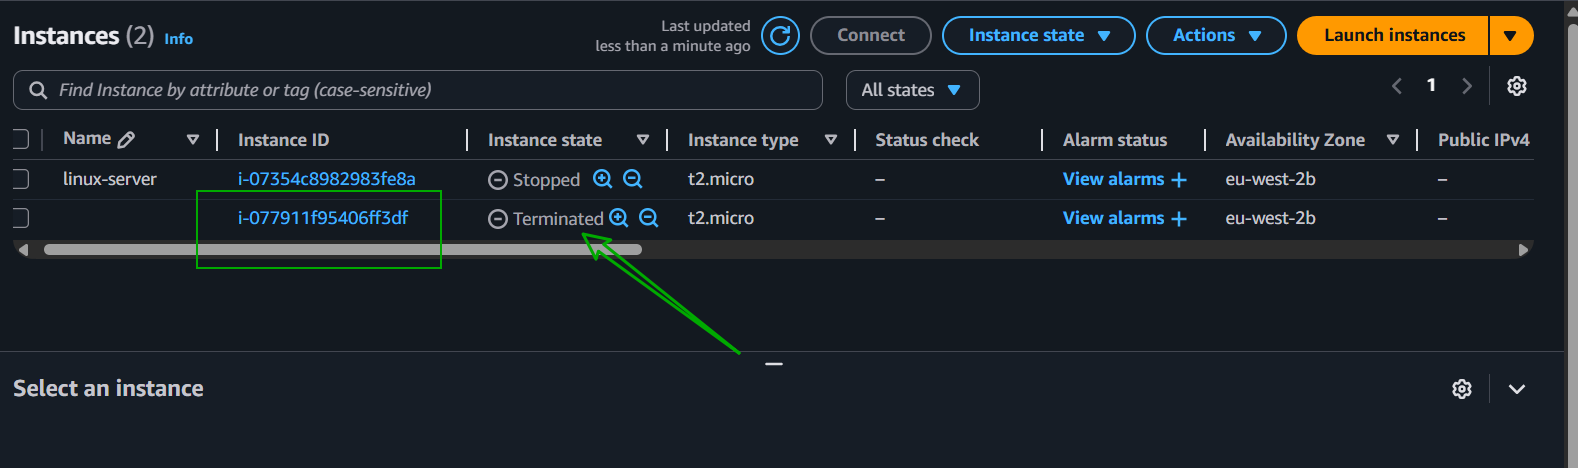 Instances (2) Info
Last updated
less than a minute ago
Connect
Instance state
Actions
Launch instances
Find Instance by attribute or tag (case-sensitive)
All states
1
Name Instance ID Instance state Instance type Status check Alarm status Availability Zone Public IPv4
linux-server i-07354c8982983fe8a Stopped t2.micro – View alarms + eu-west-2b –
i-077911f95406ff3df Terminated t2.micro – View alarms + eu-west-2b –
Select an instance